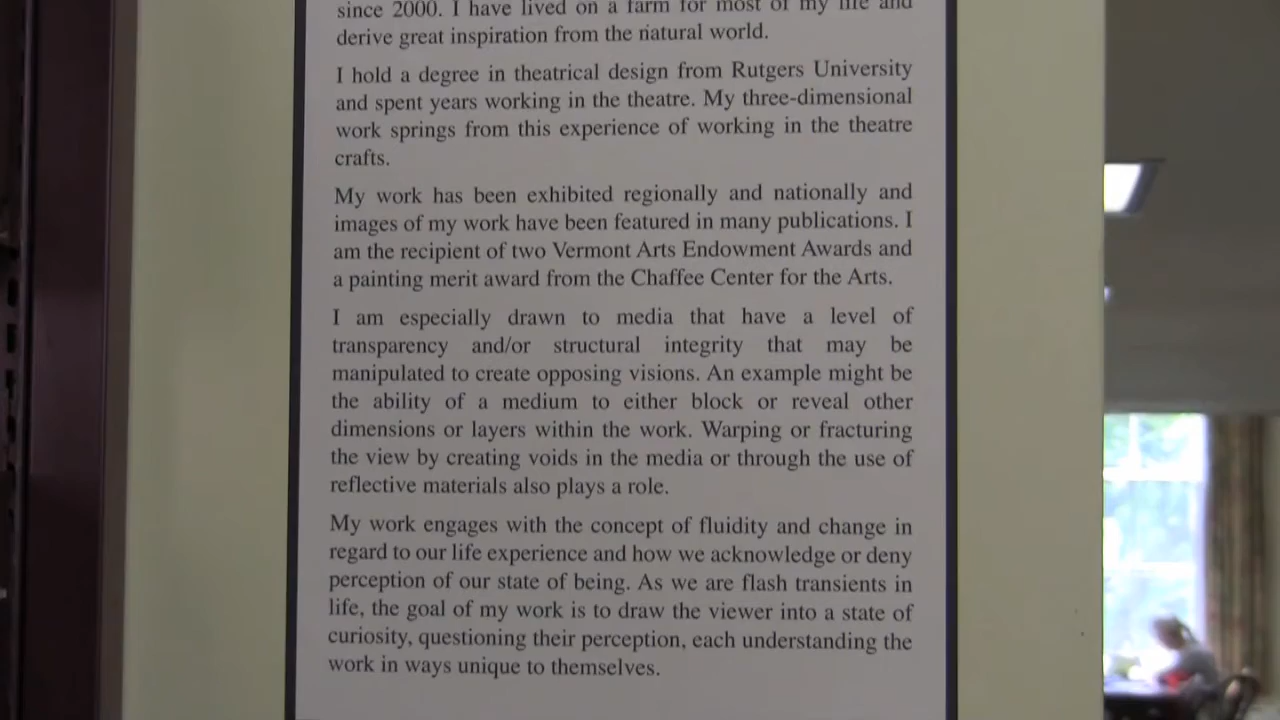 since 2000. I have lived on a farm for most of my life and
derive great inspiration from the natural world.
I hold a degree in theatrical design from Rutgers University
and spent years working in the theatre. My three-dimensional
work springs from this experience of working in the theatre
crafts.
My work has been exhibited regionally and nationally and
images of my work have been featured in many publications. I
am the recipient of two Vermont Arts Endowment Awards and
a painting merit award from the Chaffee Center for the Arts.
I am especially drawn to media that have a level of
transparency and/or structural integrity that may be
manipulated to create opposing visions. An example might be
the ability of a medium to either block or reveal other
dimensions or layers within the work. Warping or fracturing
the view by creating voids in the media or through the use of
reflective materials also plays a role.
My work engages with the concept of fluidity and change in
regard to our life experience and how we acknowledge or deny
perception of our state of being. As we are flash transients in
life, the goal of my work is to draw the viewer into a state of
curiosity, questioning their perception, each understanding the
work in ways unique to themselves.